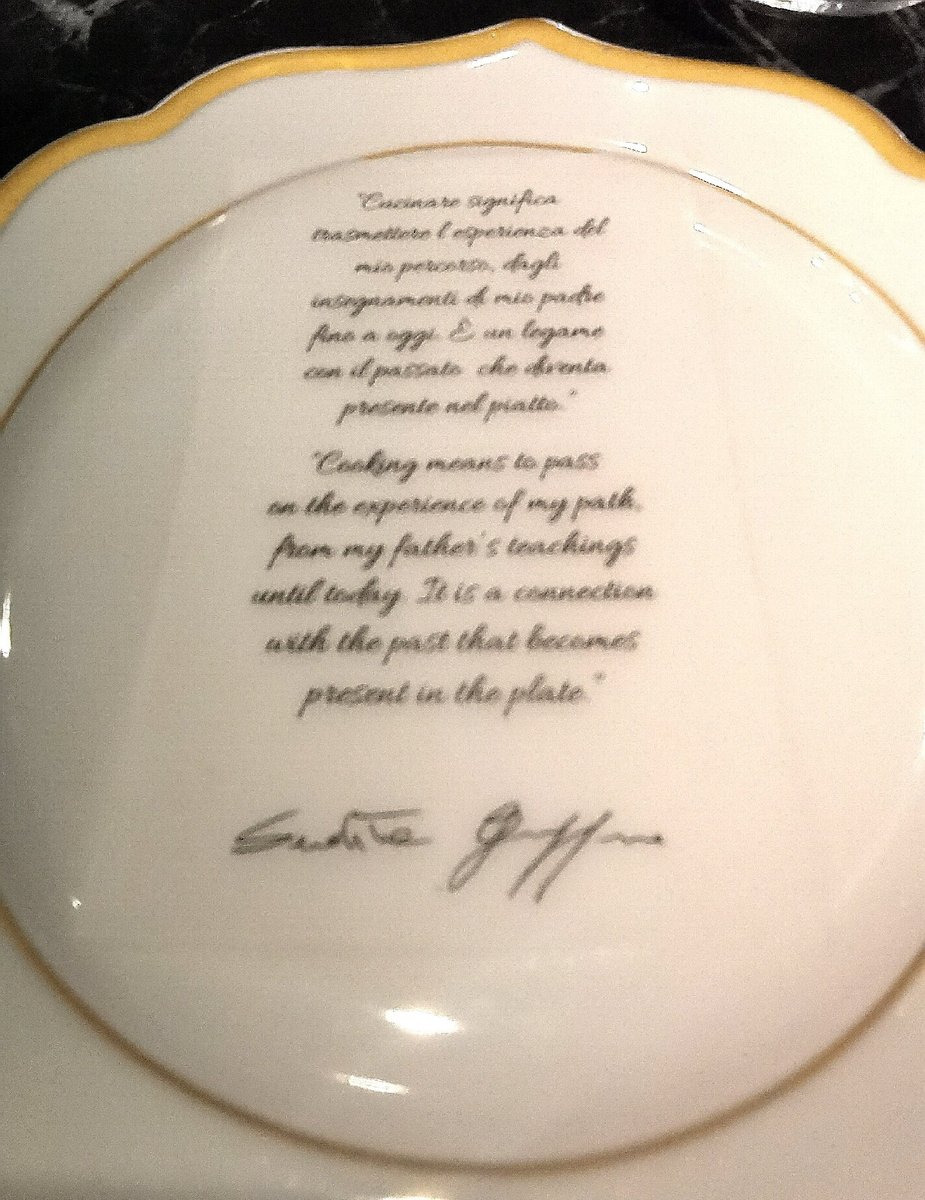 "Cucinare significa
trasmettere l'esperienza del
mio percorso, dagli
insegnamenti di mio padre
fino a oggi. È un legame
con il passato che diventa
presente nel piatto."
"Cooking means to pass
on the experience of my path,
from my father's teachings
until today. It is a connection
with the past that becomes
present in the plate."